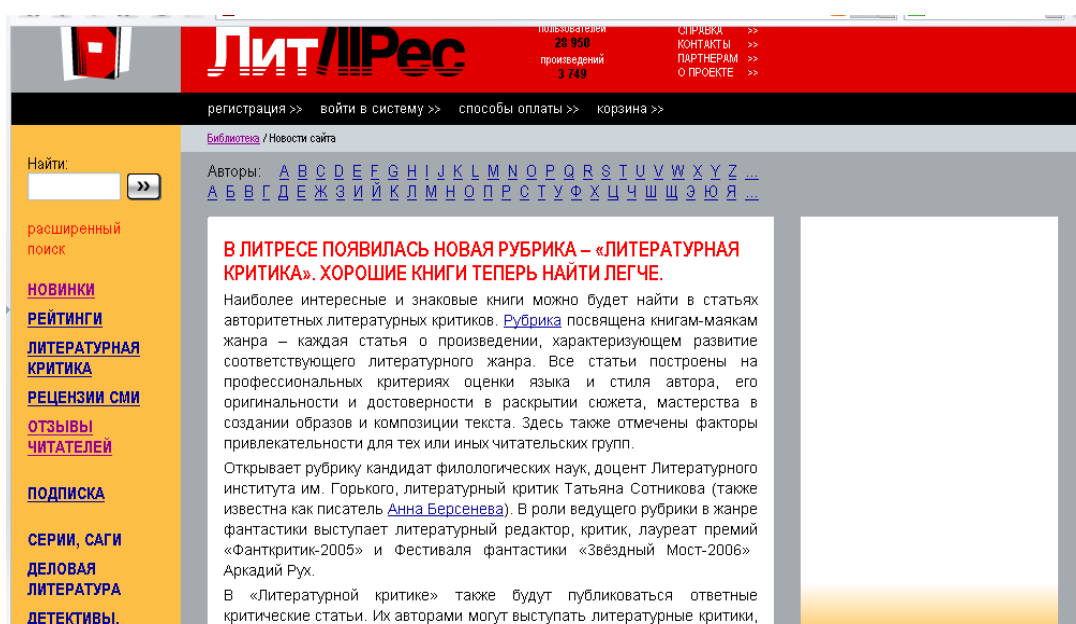 ЛитРес
пользователей
28 950
произведений
3 749
СПРАВКА >>
КОНТАКТЫ >>
ПАРТНЕРАМ >>
О ПРОЕКТЕ >>
регистрация >> войти в систему >> способы оплаты >> корзина >>
Библиотека / Новости сайта
Найти:
»
расширенный
поиск
НОВИНКИ
РЕЙТИНГИ
ЛИТЕРАТУРНАЯ
КРИТИКА
РЕЦЕНЗИИ СМИ
ОТЗЫВЫ
ЧИТАТЕЛЕЙ
ПОДПИСКА
СЕРИИ, САГИ
ДЕЛОВАЯ
ЛИТЕРАТУРА
ДЕТЕКТИВЫ,
Авторы: A B C D E F G H I J K L M N O P Q R S T U V W X Y Z ...
А Б В Г Д Е Ж З И Й К Л М Н О П Р С Т У Ф Х Ц Ч Ш Щ Э Ю Я ...
В ЛИТРЕСЕ ПОЯВИЛАСЬ НОВАЯ РУБРИКА – «ЛИТЕРАТУРНАЯ
КРИТИКА». ХОРОШИЕ КНИГИ ТЕПЕРЬ НАЙТИ ЛЕГЧЕ.
Наиболее интересные и знаковые книги можно будет найти в статьях
авторитетных литературных критиков. Рубрика посвящена книгам-маякам
жанра – каждая статья о произведении, характеризующем развитие
соответствующего литературного жанра. Все статьи построены на
профессиональных критериях оценки языка и стиля автора, его
оригинальности и достоверности в раскрытии сюжета, мастерства в
создании образов и композиции текста. Здесь также отмечены факторы
привлекательности для тех или иных читательских групп.
Открывает рубрику кандидат филологических наук, доцент Литературного
института им. Горького, литературный критик Татьяна Сотникова (также
известна как писатель Анна Берсенева). В роли ведущего рубрики в жанре
фантастики выступает литературный редактор, критик, лауреат премий
«Фанткритик-2005» и Фестиваля фантастики «Звёздный Мост-2006»
Аркадий Рух.
В «Литературной критике» также будут публиковаться ответные
критические статьи. Их авторами могут выступать литературные критики,